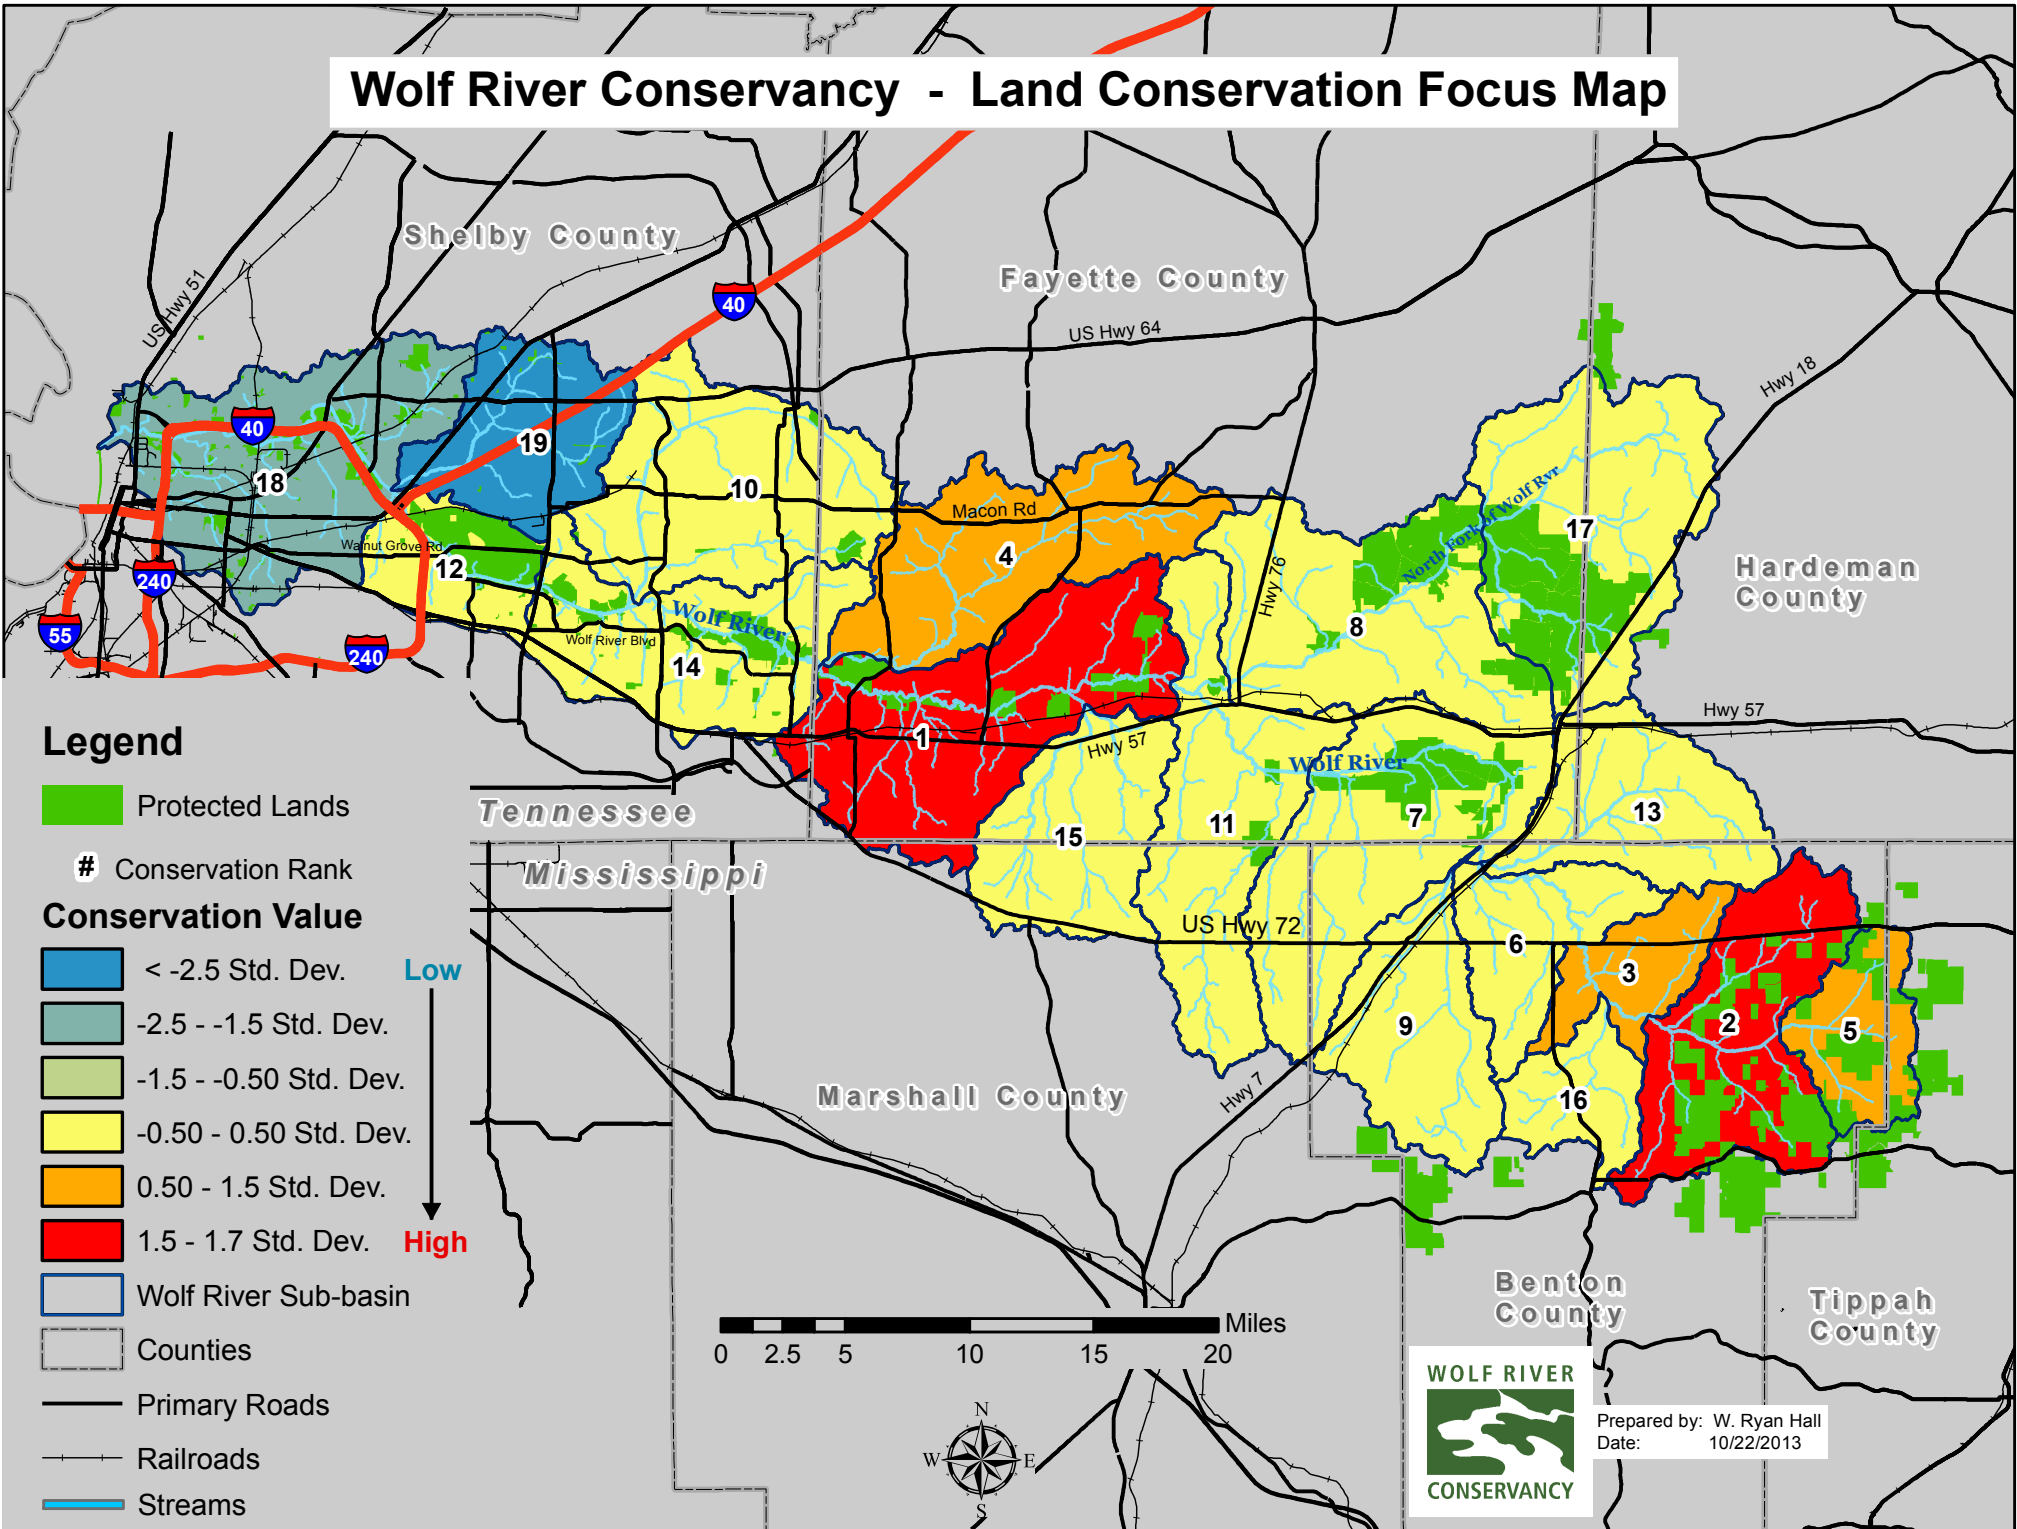 Wolf River Conservancy - Land Conservation Focus Map
Shelby County
Fayette County
US Hwy 51
40
US Hwy 64
Hwy 18
40
19
18
10
Macon Rd
4
North Fork of Wolf Rvr
17
Walnut Grove Rd
12
240
Hwy 76
Hardeman
County
55
240
Wolf River
Wolf River Blvd
14
8
1
Hwy 57
Hwy 57
Wolf River
7
13
15
11
Tennessee
Mississippi
US Hwy 72
6
3
2
5
9
16
Marshall County
Hwy 7
Benton
County
Tippah
County
Legend
Protected Lands
# Conservation Rank
Conservation Value
< -2.5 Std. Dev. Low
-2.5 - -1.5 Std. Dev.
-1.5 - -0.50 Std. Dev.
-0.50 - 0.50 Std. Dev.
0.50 - 1.5 Std. Dev.
1.5 - 1.7 Std. Dev. High
Wolf River Sub-basin
Counties
Primary Roads
Railroads
Streams
Miles
0 2.5 5 10 15 20
N
W E
S
WOLF RIVER
CONSERVANCY
Prepared by: W. Ryan Hall
Date: 10/22/2013